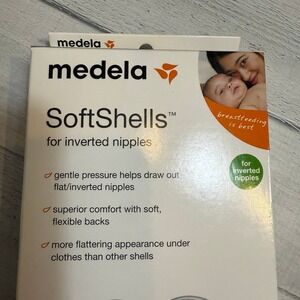 medela
medela
SoftShells™
for inverted nipples
breastfeeding
is best
gentle pressure helps draw out
flat/inverted nipples
for
inverted
nipples
superior comfort with soft,
flexible backs
more flattering appearance under
clothes than other shells